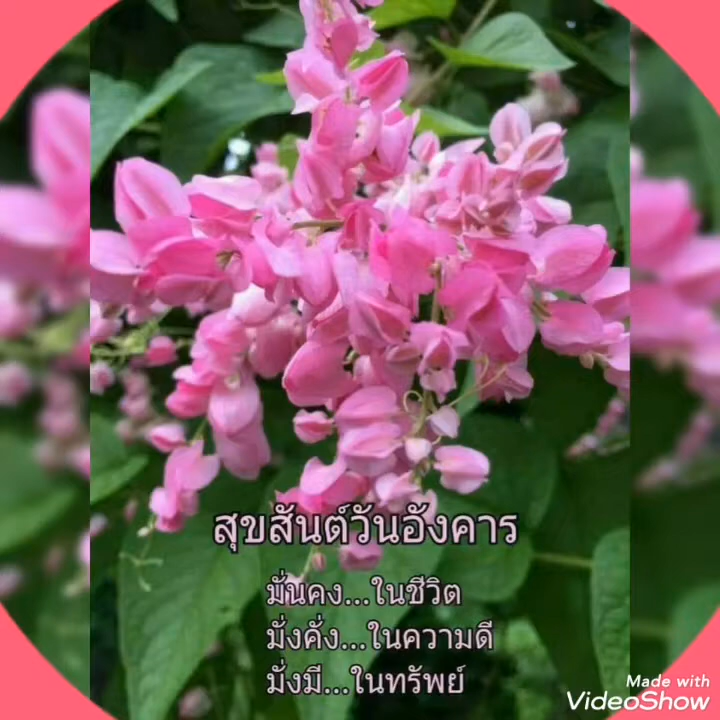 สุขสันต์วันอังคาร
มั่นคง...ในชีวิต
มั่งคั่ง...ในความดี
มั่งมี...ในทรัพย์
Made with
VideoShow